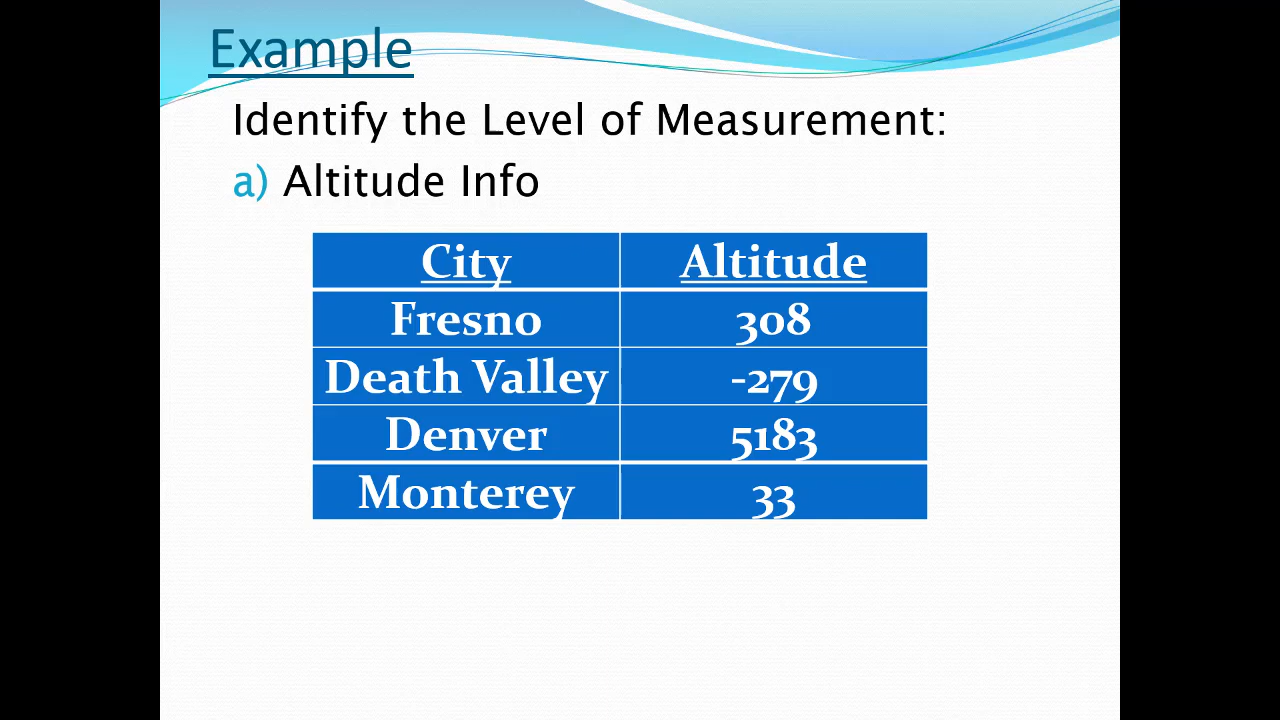 Example
Identify the Level of Measurement:
a) Altitude Info
City Altitude
Fresno 308
Death Valley -279
Denver 5183
Monterey 33